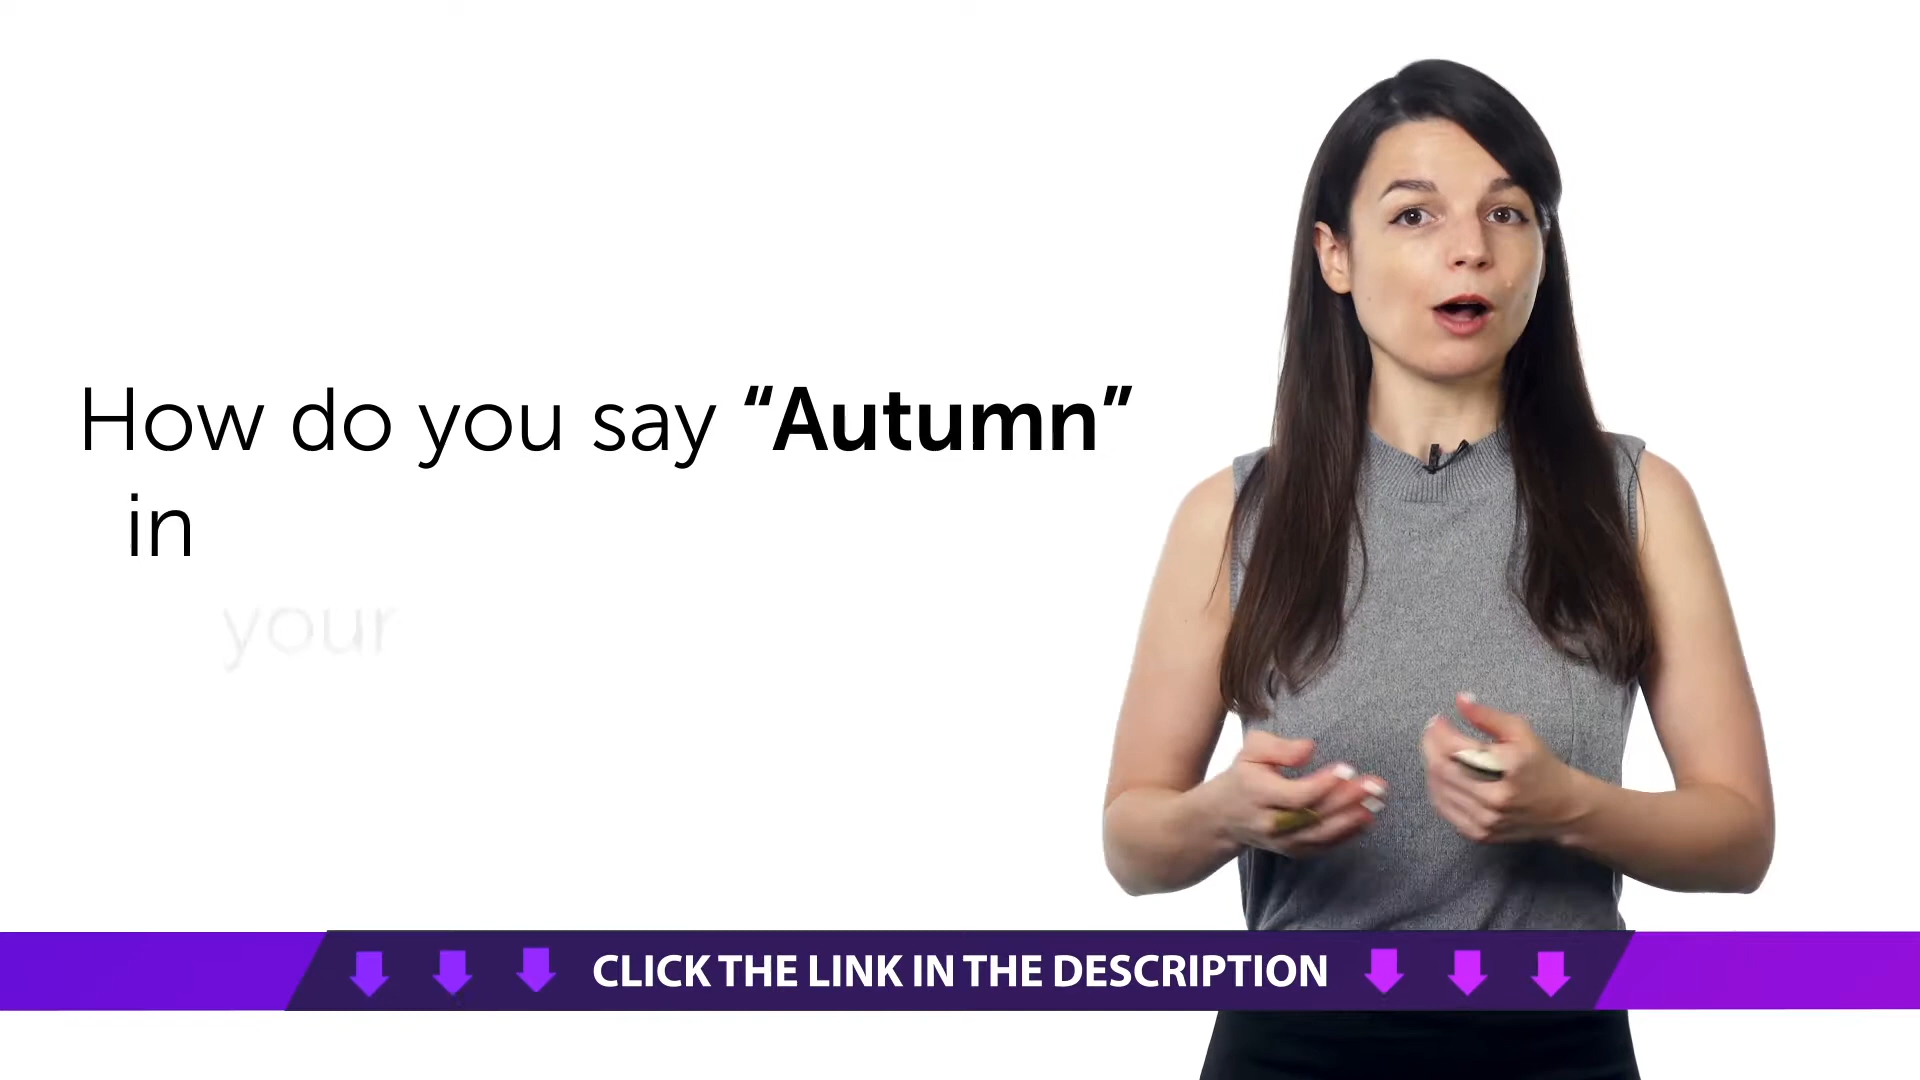 How do you say “Autumn”
in
your
CLICK THE LINK IN THE DESCRIPTION